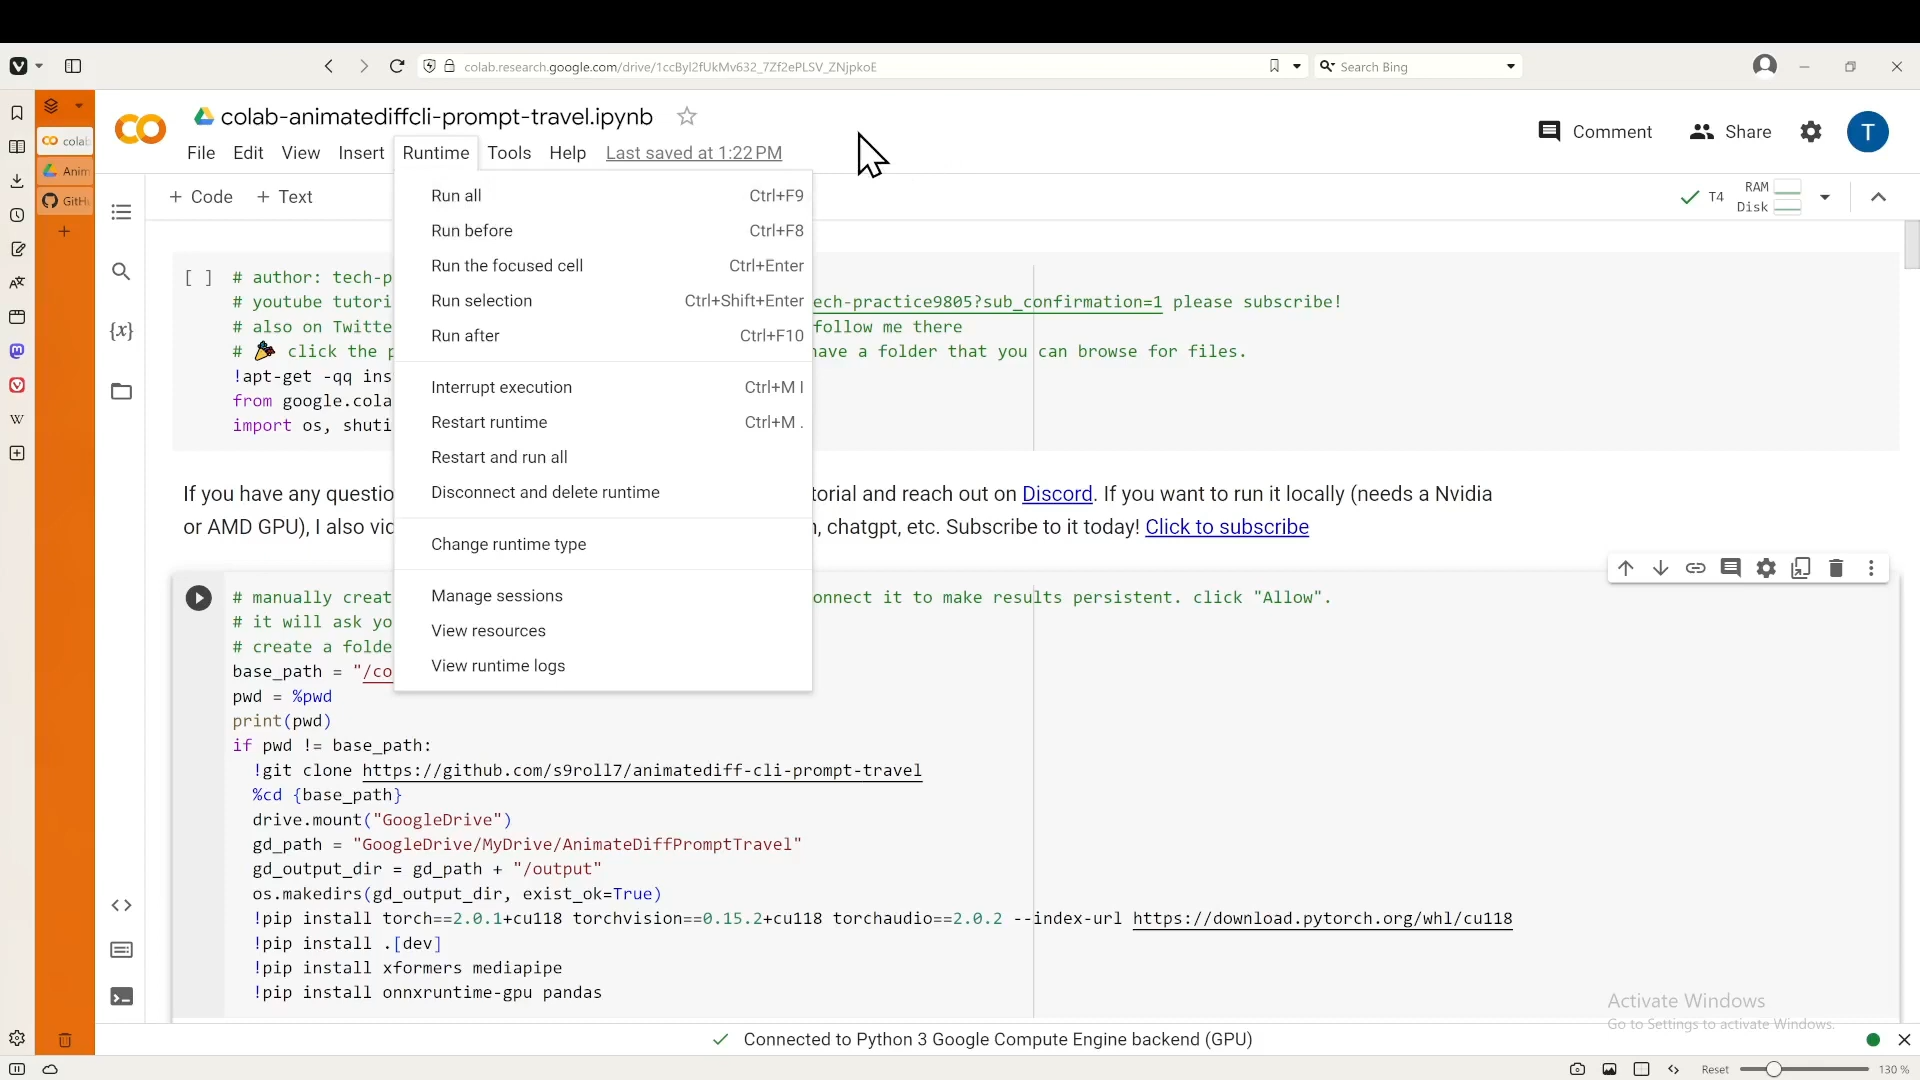 colab.research.google.com/drive/1ccByl2fUkMv632_7Zf2ePLSV_ZNjpkoE
Search Bing
colab-animatediffcli-prompt-travel.ipynb
Comment
Share
T
File Edit View Insert Runtime Tools Help Last saved at 1:22 PM
cola
Anim
GitHu
+ Code + Text
T4
RAM
Disk
Run all Ctrl+F9
Run before Ctrl+F8
Run the focused cell Ctrl+Enter
Run selection Ctrl+Shift+Enter
Run after Ctrl+F10
Interrupt execution Ctrl+M I
Restart runtime Ctrl+M .
Restart and run all
Disconnect and delete runtime
Change runtime type
Manage sessions
View resources
View runtime logs
[ ] # author: tech-p
# youtube tutori ech-practice9805?sub_confirmation=1 please subscribe!
# also on Twitte follow me there
# 🎉 click the p have a folder that you can browse for files.
!apt-get -qq ins
from google.cola
import os, shuti
If you have any questio torial and reach out on Discord. If you want to run it locally (needs a Nvidia
or AMD GPU), I also vid , chatgpt, etc. Subscribe to it today! Click to subscribe
# manually creat onnect it to make results persistent. click "Allow".
# it will ask yo
# create a folde
base_path = "/co
pwd = %pwd
print(pwd)
if pwd != base_path:
!git clone https://github.com/s9roll7/animatediff-cli-prompt-travel
%cd {base_path}
drive.mount("GoogleDrive")
gd_path = "GoogleDrive/MyDrive/AnimateDiffPromptTravel"
gd_output_dir = gd_path + "/output"
os.makedirs(gd_output_dir, exist_ok=True)
!pip install torch==2.0.1+cu118 torchvision==0.15.2+cu118 torchaudio==2.0.2 --index-url https://download.pytorch.org/whl/cu118
!pip install .[dev]
!pip install xformers mediapipe
!pip install onnxruntime-gpu pandas
Activate Windows
Go to Settings to activate Windows.
Connected to Python 3 Google Compute Engine backend (GPU)
Reset
130 %